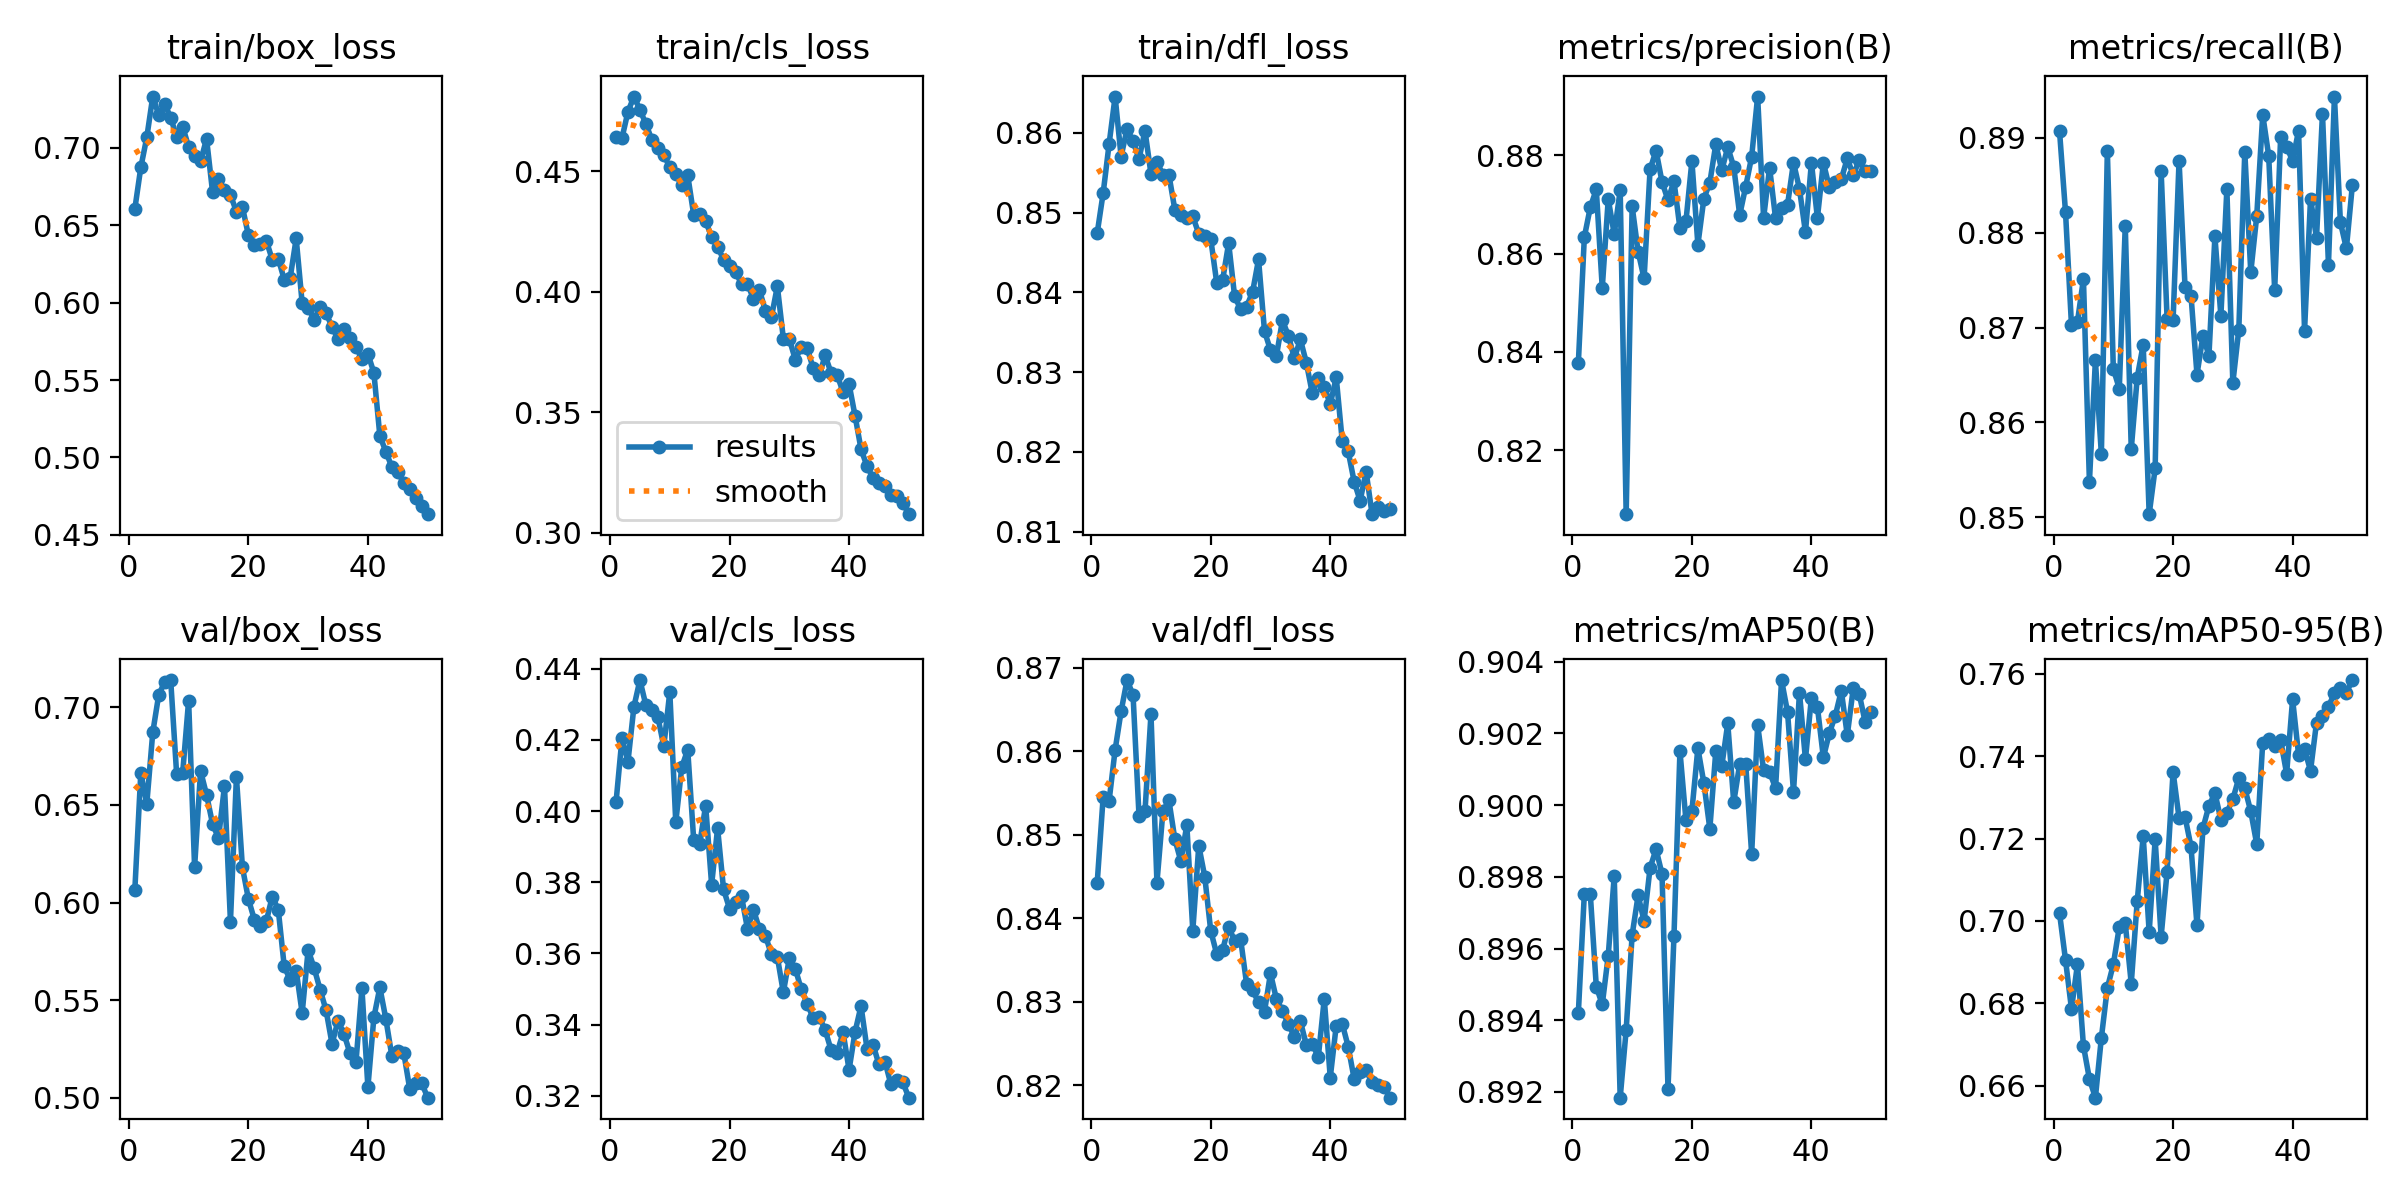 train/box_loss
train/cls_loss
train/dfl_loss
metrics/precision(B)
metrics/recall(B)
0.70
0.65
0.60
0.55
0.50
0.45
0 20 40
0.45
0.40
0.35
0.30
results
smooth
0 20 40
0.86
0.85
0.84
0.83
0.82
0.81
0 20 40
0.88
0.86
0.84
0.82
0 20 40
0.89
0.88
0.87
0.86
0.85
0 20 40
val/box_loss
val/cls_loss
val/dfl_loss
metrics/mAP50(B)
metrics/mAP50-95(B)
0.70
0.65
0.60
0.55
0.50
0 20 40
0.44
0.42
0.40
0.38
0.36
0.34
0.32
0 20 40
0.87
0.86
0.85
0.84
0.83
0.82
0 20 40
0.904
0.902
0.900
0.898
0.896
0.894
0.892
0 20 40
0.76
0.74
0.72
0.70
0.68
0.66
0 20 40